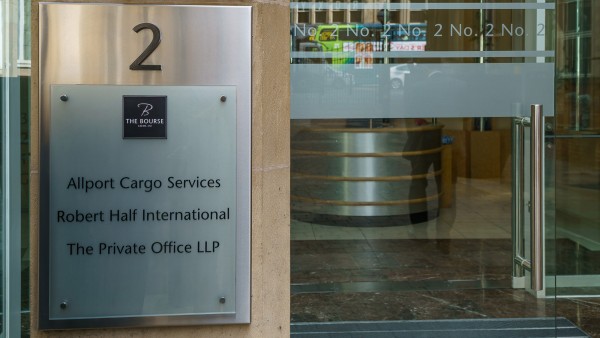 2
THE BOURSE
Allport Cargo Services
Robert Half International
The Private Office LLP
No. 2 No. 2 No. 2 No. 2 No. 2 No.